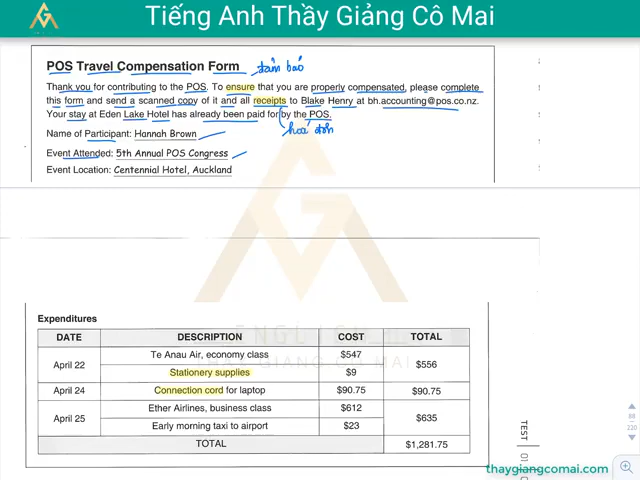 Tiếng Anh Thầy Giảng Cô Mai
POS Travel Compensation Form
đảm bảo
Thank you for contributing to the POS. To ensure that you are properly compensated, please complete
this form and send a scanned copy of it and all receipts to Blake Henry at bh.accounting@pos.co.nz.
Your stay at Eden Lake Hotel has already been paid for by the POS.
hoá đơn
Name of Participant: Hannah Brown
Event Attended: 5th Annual POS Congress
Event Location: Centennial Hotel, Auckland
Expenditures
DATE DESCRIPTION COST TOTAL
April 22 Te Anau Air, economy class $547 $556
Stationery supplies $9
April 24 Connection cord for laptop $90.75 $90.75
April 25 Ether Airlines, business class $612 $635
Early morning taxi to airport $23
TOTAL $1,281.75
THẦY GIẢNG CÔ MAI
TEST
88
220
thaygiangcomai.com